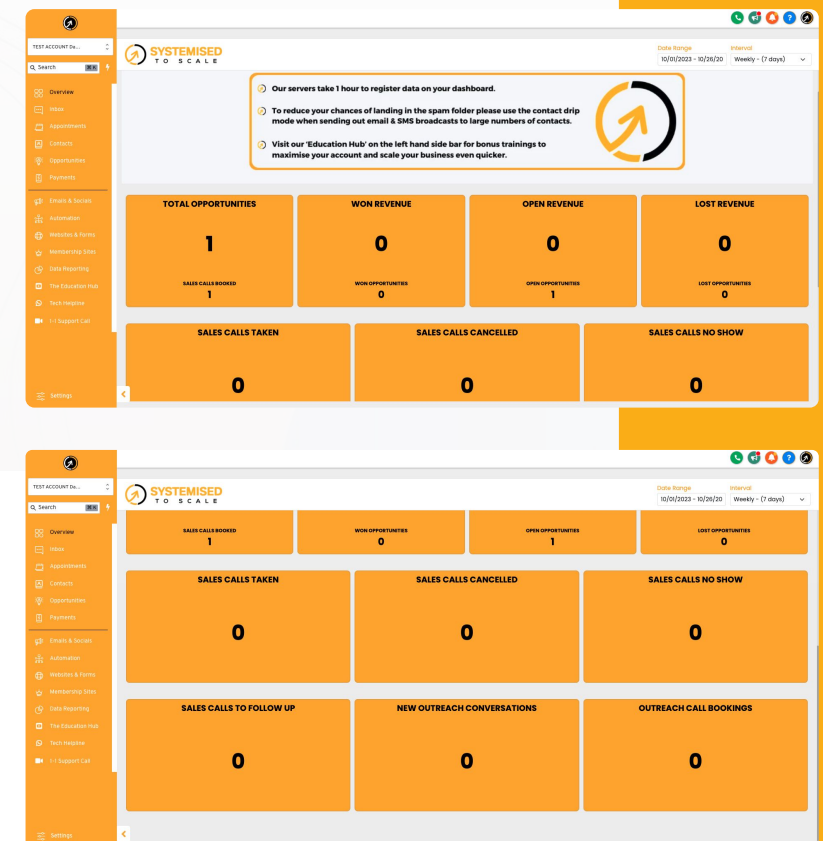 TEST ACCOUNT Da...
Search ⌘ K
Overview
Inbox
Appointments
Contacts
Opportunities
Payments
Emails & Socials
Automation
Websites & Forms
Membership Sites
Data Reporting
The Education Hub
Tech Helpline
1-1 Support Call
Settings
SYSTEMISED
TO SCALE
Date Range
Interval
10/01/2023 - 10/26/20
Weekly - (7 days)
Our servers take 1 hour to register data on your dashboard.
To reduce your chances of landing in the spam folder please use the contact drip
mode when sending out email & SMS broadcasts to large numbers of contacts.
Visit our 'Education Hub' on the left hand side bar for bonus trainings to
maximise your account and scale your business even quicker.
TOTAL OPPORTUNITIES
1
SALES CALLS BOOKED
1
WON REVENUE
0
WON OPPORTUNITIES
0
OPEN REVENUE
0
OPEN OPPORTUNITIES
1
LOST REVENUE
0
LOST OPPORTUNITIES
0
SALES CALLS TAKEN
0
SALES CALLS CANCELLED
0
SALES CALLS NO SHOW
0
TEST ACCOUNT Da...
Search ⌘ K
Overview
Inbox
Appointments
Contacts
Opportunities
Payments
Emails & Socials
Automation
Websites & Forms
Membership Sites
Data Reporting
The Education Hub
Tech Helpline
1-1 Support Call
Settings
SYSTEMISED
TO SCALE
Date Range
Interval
10/01/2023 - 10/26/20
Weekly - (7 days)
SALES CALLS BOOKED
1
WON OPPORTUNITIES
0
OPEN OPPORTUNITIES
1
LOST OPPORTUNITIES
0
SALES CALLS TAKEN
0
SALES CALLS CANCELLED
0
SALES CALLS NO SHOW
0
SALES CALLS TO FOLLOW UP
0
NEW OUTREACH CONVERSATIONS
0
OUTREACH CALL BOOKINGS
0